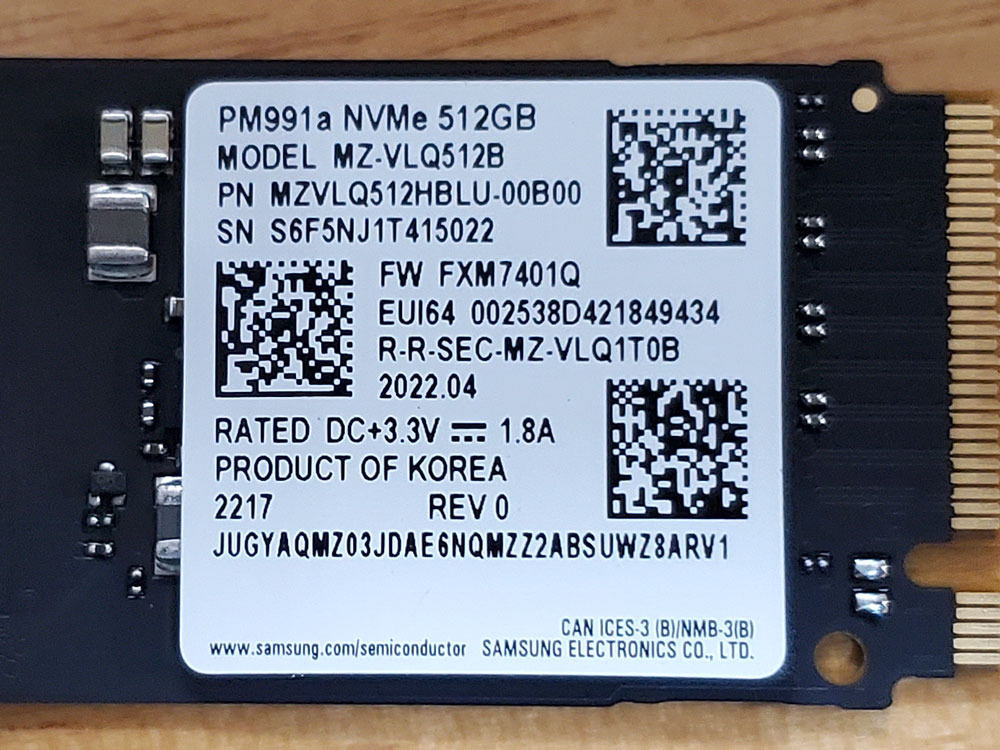 PM991a NVMe 512GB
MODEL MZ-VLQ512B
PN MZVLQ512HBLU-00B00
SN S6F5NJ1T415022
FW FXM7401Q
EUI64 002538D421849434
R-R-SEC-MZ-VLQ1T0B
2022.04
RATED DC+3.3V ⎓ 1.8A
PRODUCT OF KOREA
2217 REV 0
JUGYAQMZ03JDAE6NQMZZ2ABSUWZ8ARV1
CAN ICES-3 (B)/NMB-3(B)
www.samsung.com/semiconductor SAMSUNG ELECTRONICS CO., LTD.